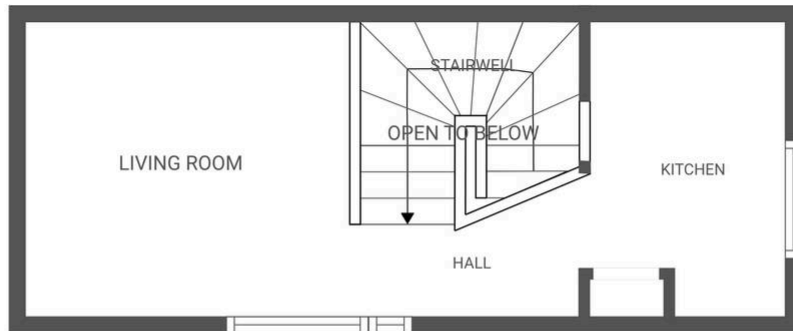 STAIRWELL
OPEN TO BELOW
LIVING ROOM
KITCHEN
HALL